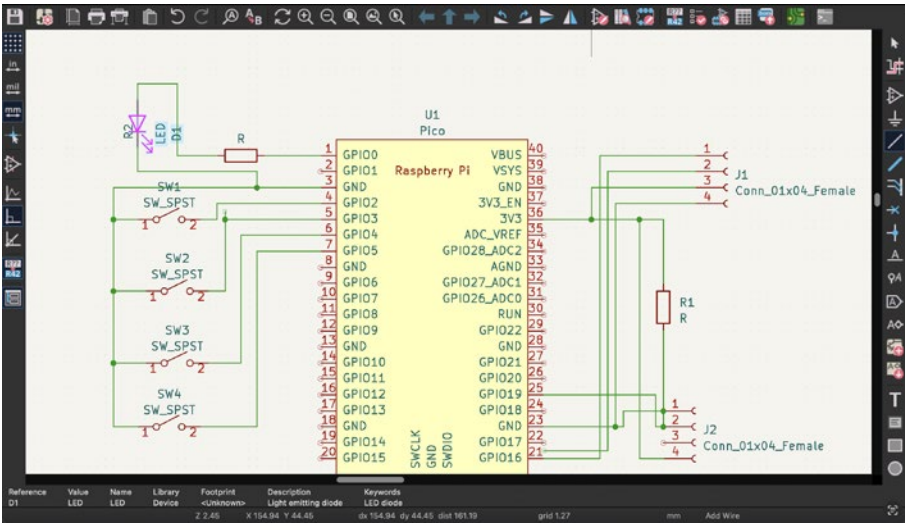 in
mil
mm
U1
Pico
Raspberry Pi
R2
LED
D1
R
SW1
SW_SPST
1 2
SW2
SW_SPST
1 2
SW3
SW_SPST
1 2
SW4
SW_SPST
1 2
1 GPIO0 VBUS 40
2 GPIO1 VSYS 39
3 GND GND 38
4 GPIO2 3V3_EN 37
5 GPIO3 3V3 36
6 GPIO4 ADC_VREF 35
7 GPIO5 GPIO28_ADC2 34
8 GND AGND 33
9 GPIO6 GPIO27_ADC1 32
10 GPIO7 GPIO26_ADC0 31
11 GPIO8 RUN 30
12 GPIO9 GPIO22 29
13 GND GND 28
14 GPIO10 GPIO21 27
15 GPIO11 GPIO20 26
16 GPIO12 GPIO19 25
17 GPIO13 GPIO18 24
18 GND GND 23
19 GPIO14 GPIO17 22
20 GPIO15 GPIO16 21
SWCLK
GND
SWDIO
1
2
3
4
J1
Conn_01x04_Female
R1
R
1
2
3
4
J2
Conn_01x04_Female
Reference Value Name Library Footprint Description Keywords
D1 LED LED Device <Unknown> Light emitting diode LED diode
Z 2.45 X 154.94 Y 44.45 dx 154.94 dy 44.45 dist 161.19 grid 1.27 mm Add Wire